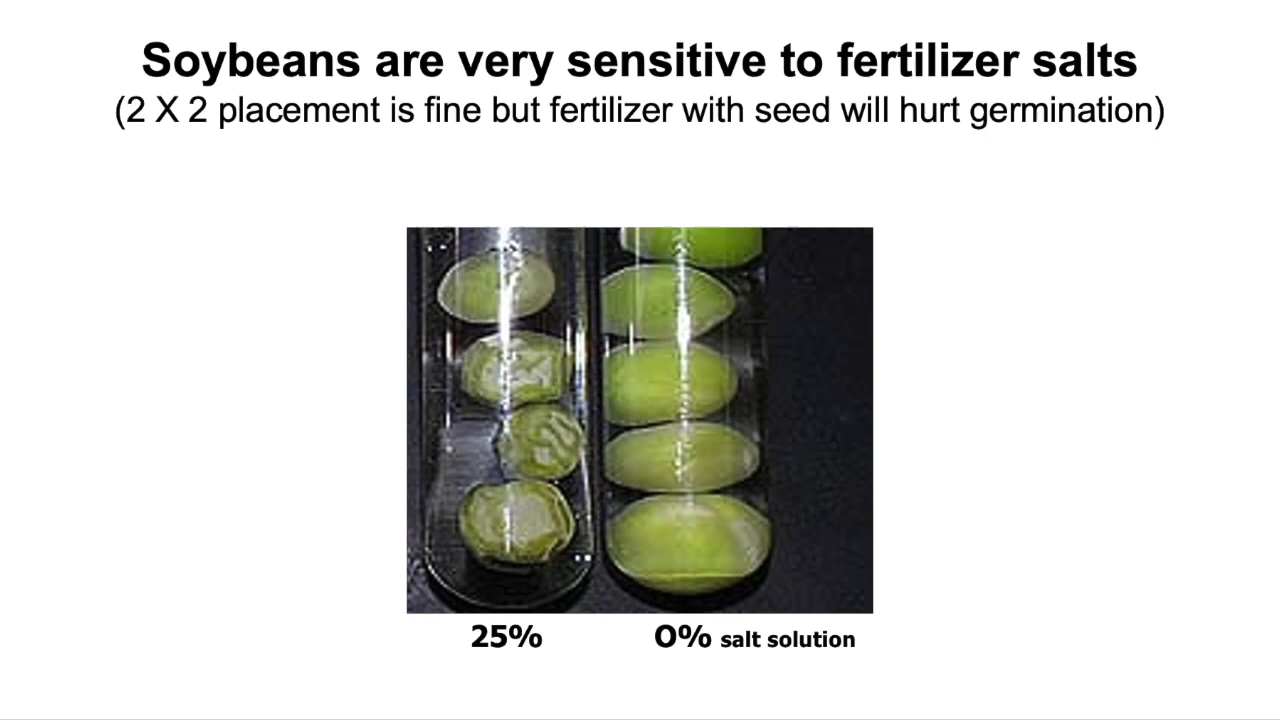 Soybeans are very sensitive to fertilizer salts
(2 X 2 placement is fine but fertilizer with seed will hurt germination)
25% 0% salt solution